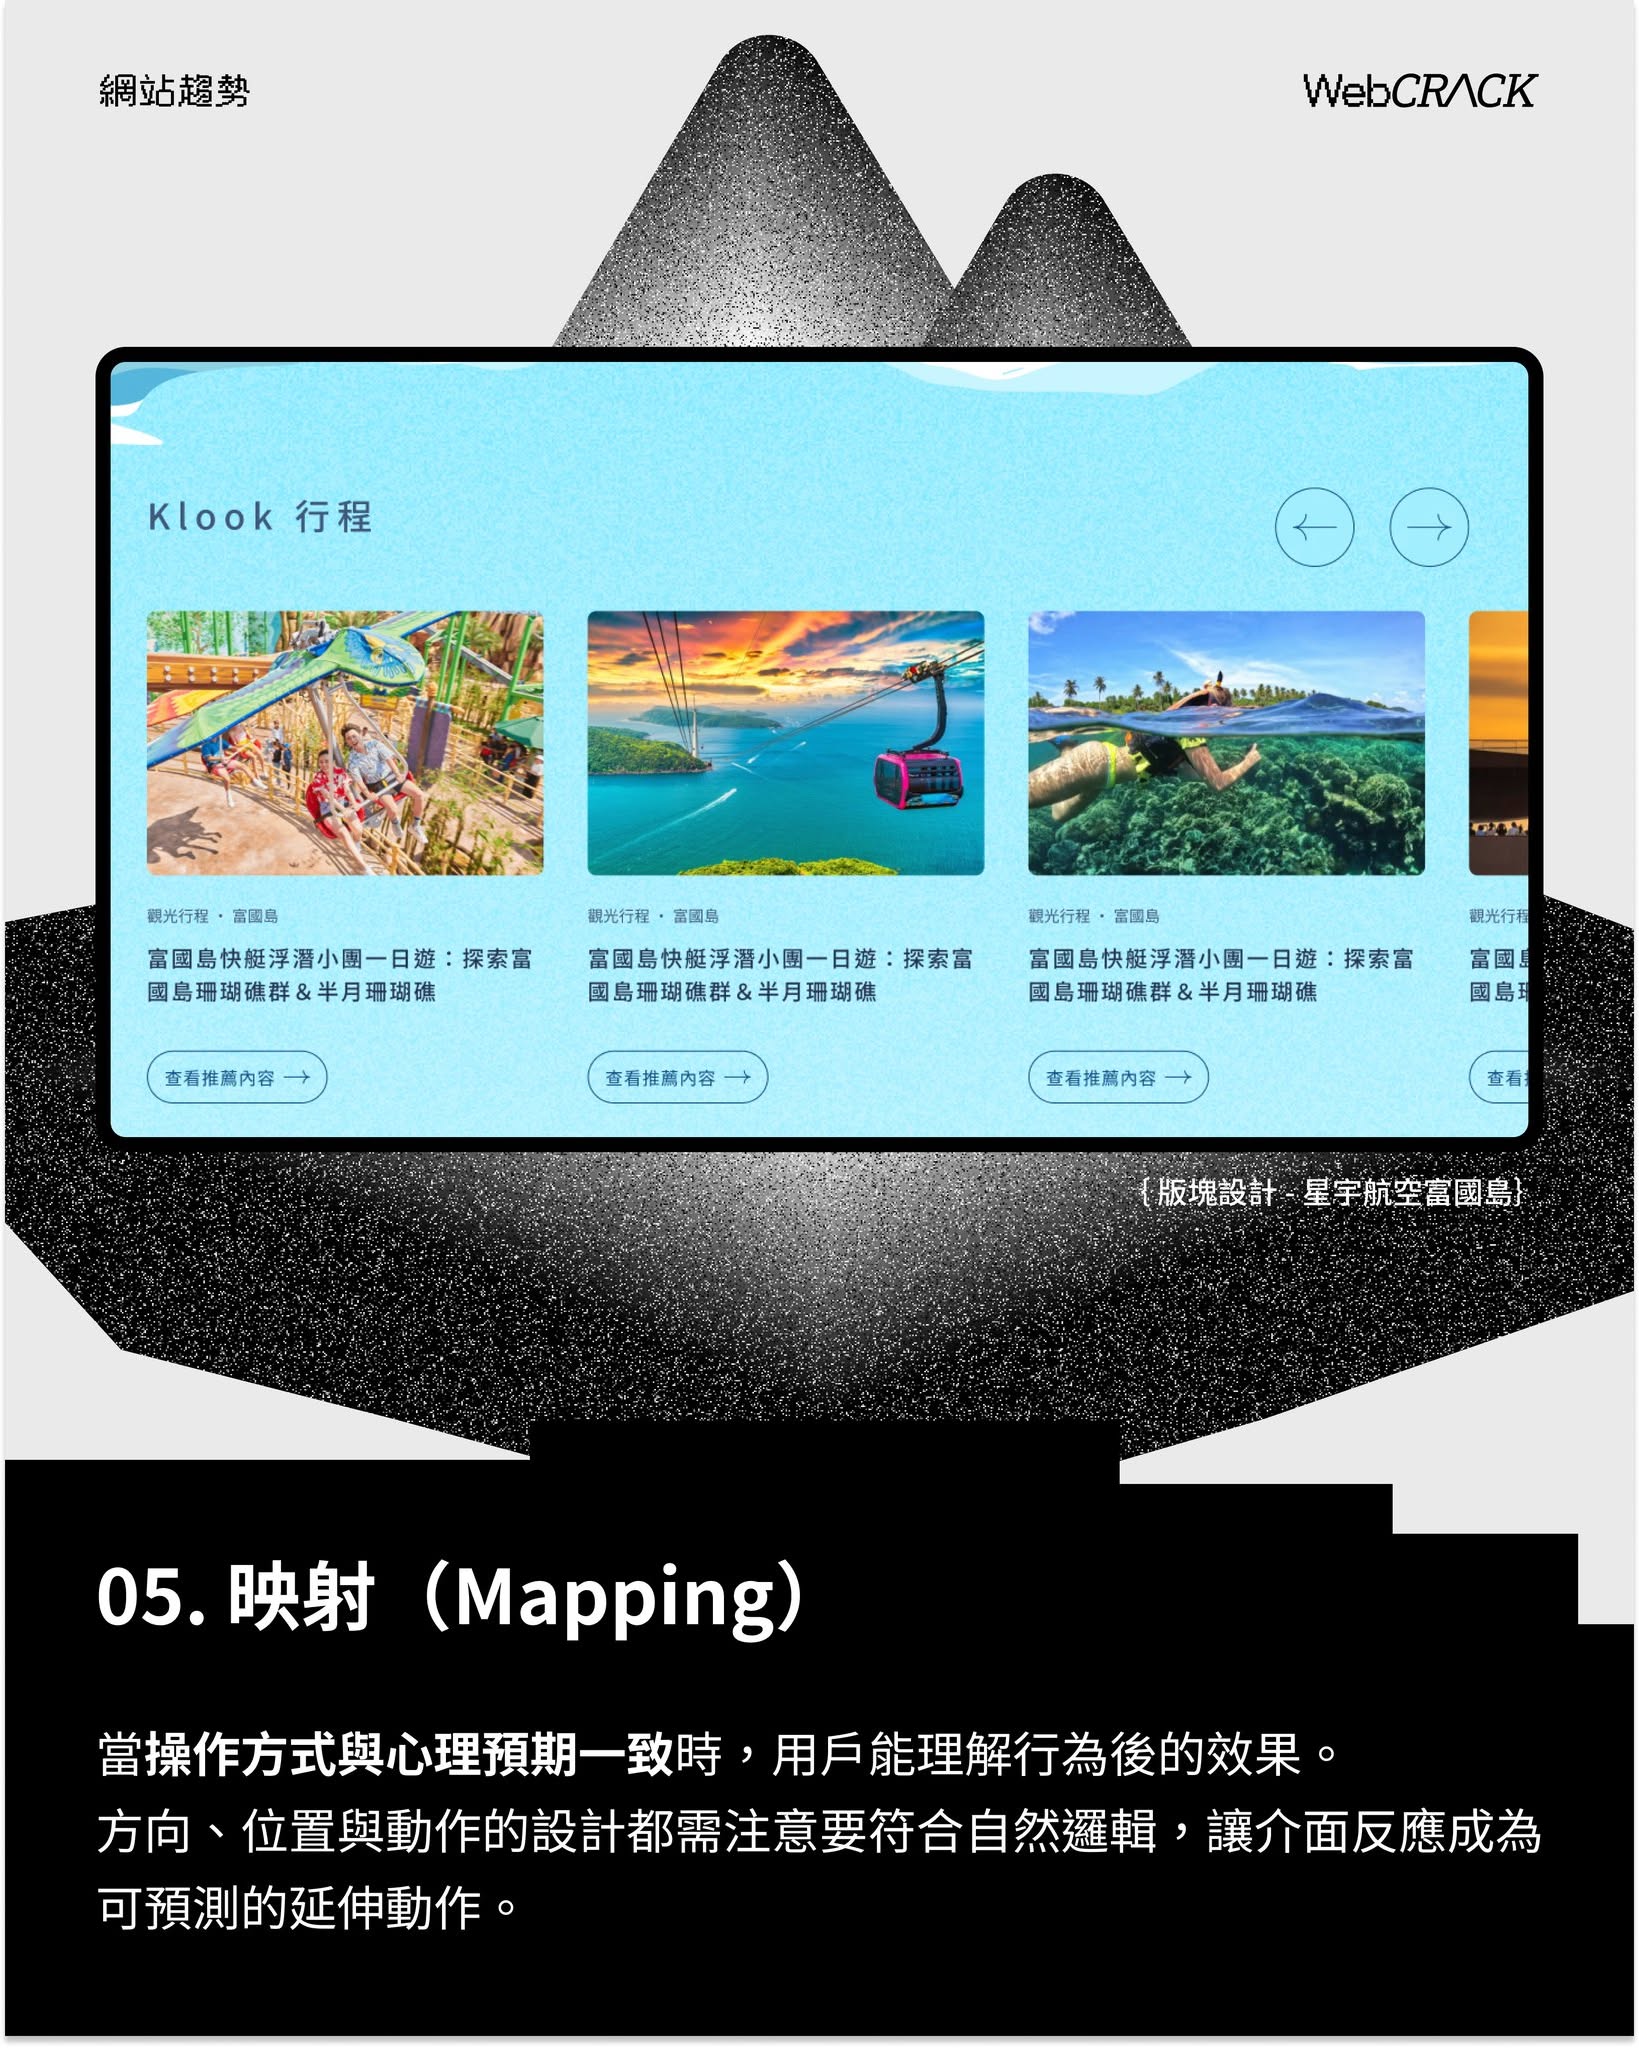 網站趨勢
WebCRACK
Klook 行程
觀光行程・富國島
富國島快艇浮潛小團一日遊：探索富
國島珊瑚礁群＆半月珊瑚礁
查看推薦內容
觀光行程・富國島
富國島快艇浮潛小團一日遊：探索富
國島珊瑚礁群＆半月珊瑚礁
查看推薦內容
觀光行程・富國島
富國島快艇浮潛小團一日遊：探索富
國島珊瑚礁群＆半月珊瑚礁
查看推薦內容
觀光行程
富國
國島
查看
{ 版塊設計 - 星宇航空富國島}
05. 映射（Mapping）
當操作方式與心理預期一致時，用戶能理解行為後的效果。
方向、位置與動作的設計都需注意要符合自然邏輯，讓介面反應成為
可預測的延伸動作。